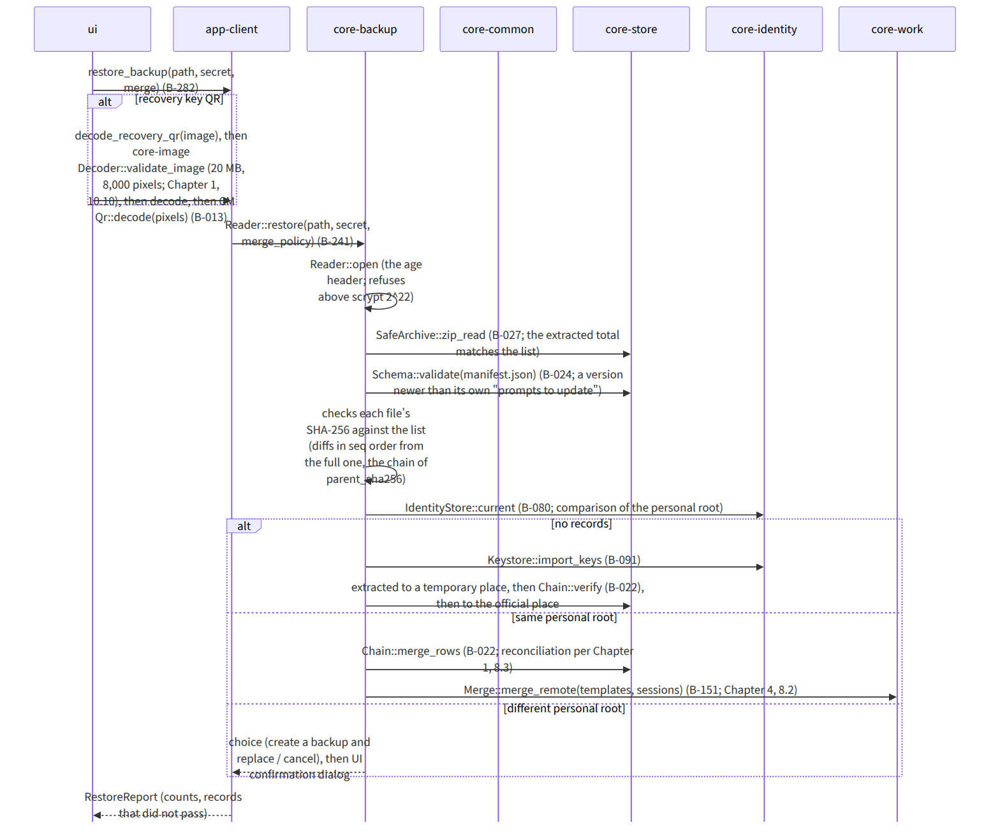 ui
app-client
core-backup
core-common
core-store
core-identity
core-work
restore_backup(path, secret,
merge) (B-282)
alt
[recovery key QR]
decode_recovery_qr(image), then
core-image
Decoder::validate_image (20 MB,
8,000 pixels; Chapter 1,
10.10), then decode, then CM
Qr::decode(pixels) (B-013)
Reader::restore(path, secret,
merge_policy) (B-241)
Reader::open (the age
header; refuses
above scrypt 2^22)
SafeArchive::zip_read (B-027; the extracted total
matches the list)
Schema::validate(manifest.json) (B-024; a version
newer than its own "prompts to update")
checks each file's
SHA-256 against the list
(diffs in seq order from
the full one, the chain of
parent_sha256)
IdentityStore::current (B-080; comparison of the personal root)
alt
[no records]
Keystore::import_keys (B-091)
extracted to a temporary place, then Chain::verify (B-022),
then to the official place
[same personal root]
Chain::merge_rows (B-022; reconciliation per Chapter
1, 8.3)
Merge::merge_remote(templates, sessions) (B-151; Chapter 4, 8.2)
[different personal root]
choice (create a backup and
replace / cancel), then UI
confirmation dialog
RestoreReport (counts, records
that did not pass)